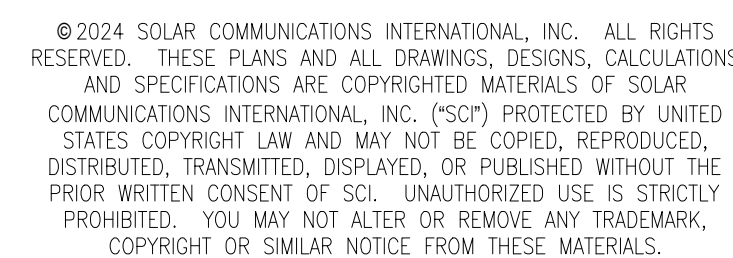 © 2024 SOLAR COMMUNICATIONS INTERNATIONAL, INC. ALL RIGHTS
RESERVED. THESE PLANS AND ALL DRAWINGS, DESIGNS, CALCULATIONS
AND SPECIFICATIONS ARE COPYRIGHTED MATERIALS OF SOLAR
COMMUNICATIONS INTERNATIONAL, INC. (“SCI”) PROTECTED BY UNITED
STATES COPYRIGHT LAW AND MAY NOT BE COPIED, REPRODUCED,
DISTRIBUTED, TRANSMITTED, DISPLAYED, OR PUBLISHED WITHOUT THE
PRIOR WRITTEN CONSENT OF SCI. UNAUTHORIZED USE IS STRICTLY
PROHIBITED. YOU MAY NOT ALTER OR REMOVE ANY TRADEMARK,
COPYRIGHT OR SIMILAR NOTICE FROM THESE MATERIALS.